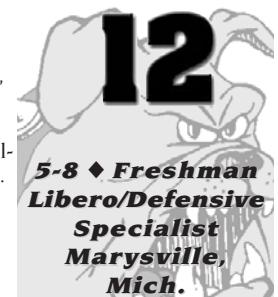 12
,
l-
.
5-8 ♦ Freshman
Libero/Defensive
Specialist
Marysville,
Mich.